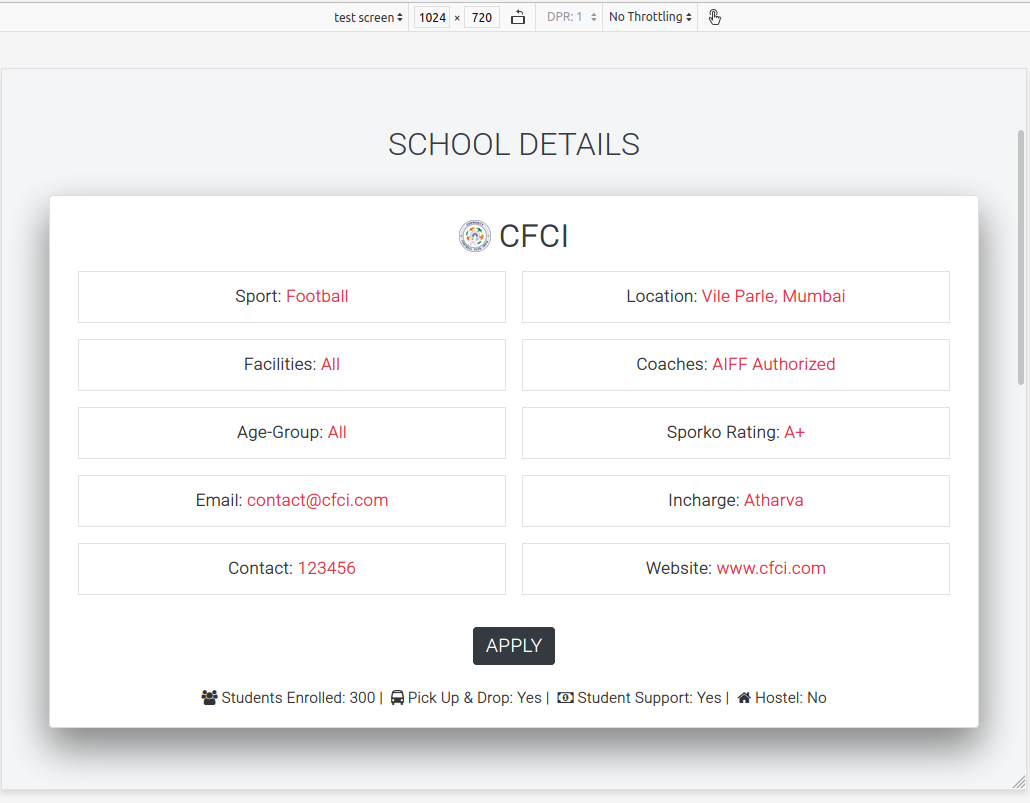 test screen 1024 × 720 DPR: 1 No Throttling
SCHOOL DETAILS
CFCI
Sport: Football
Location: Vile Parle, Mumbai
Facilities: All
Coaches: AIFF Authorized
Age-Group: All
Sporko Rating: A+
Email: contact@cfci.com
Incharge: Atharva
Contact: 123456
Website: www.cfci.com
APPLY
Students Enrolled: 300 | Pick Up & Drop: Yes | Student Support: Yes | Hostel: No